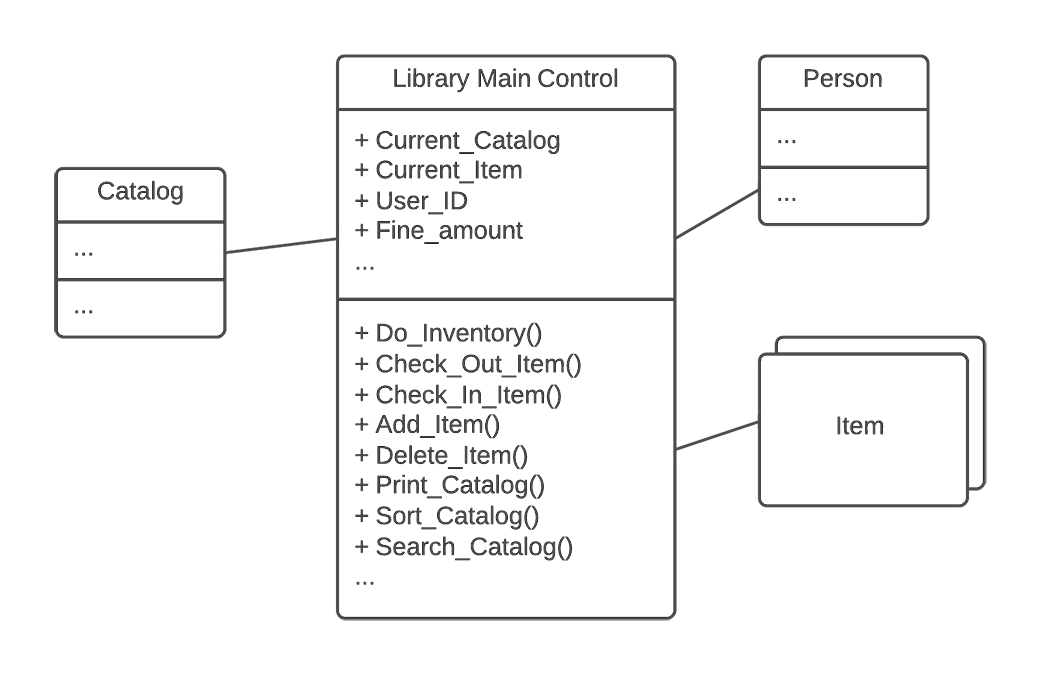 Library Main Control
+ Current_Catalog
+ Current_Item
+ User_ID
+ Fine_amount
...
+ Do_Inventory()
+ Check_Out_Item()
+ Check_In_Item()
+ Add_Item()
+ Delete_Item()
+ Print_Catalog()
+ Sort_Catalog()
+ Search_Catalog()
...
Catalog
...
...
Person
...
...
Item